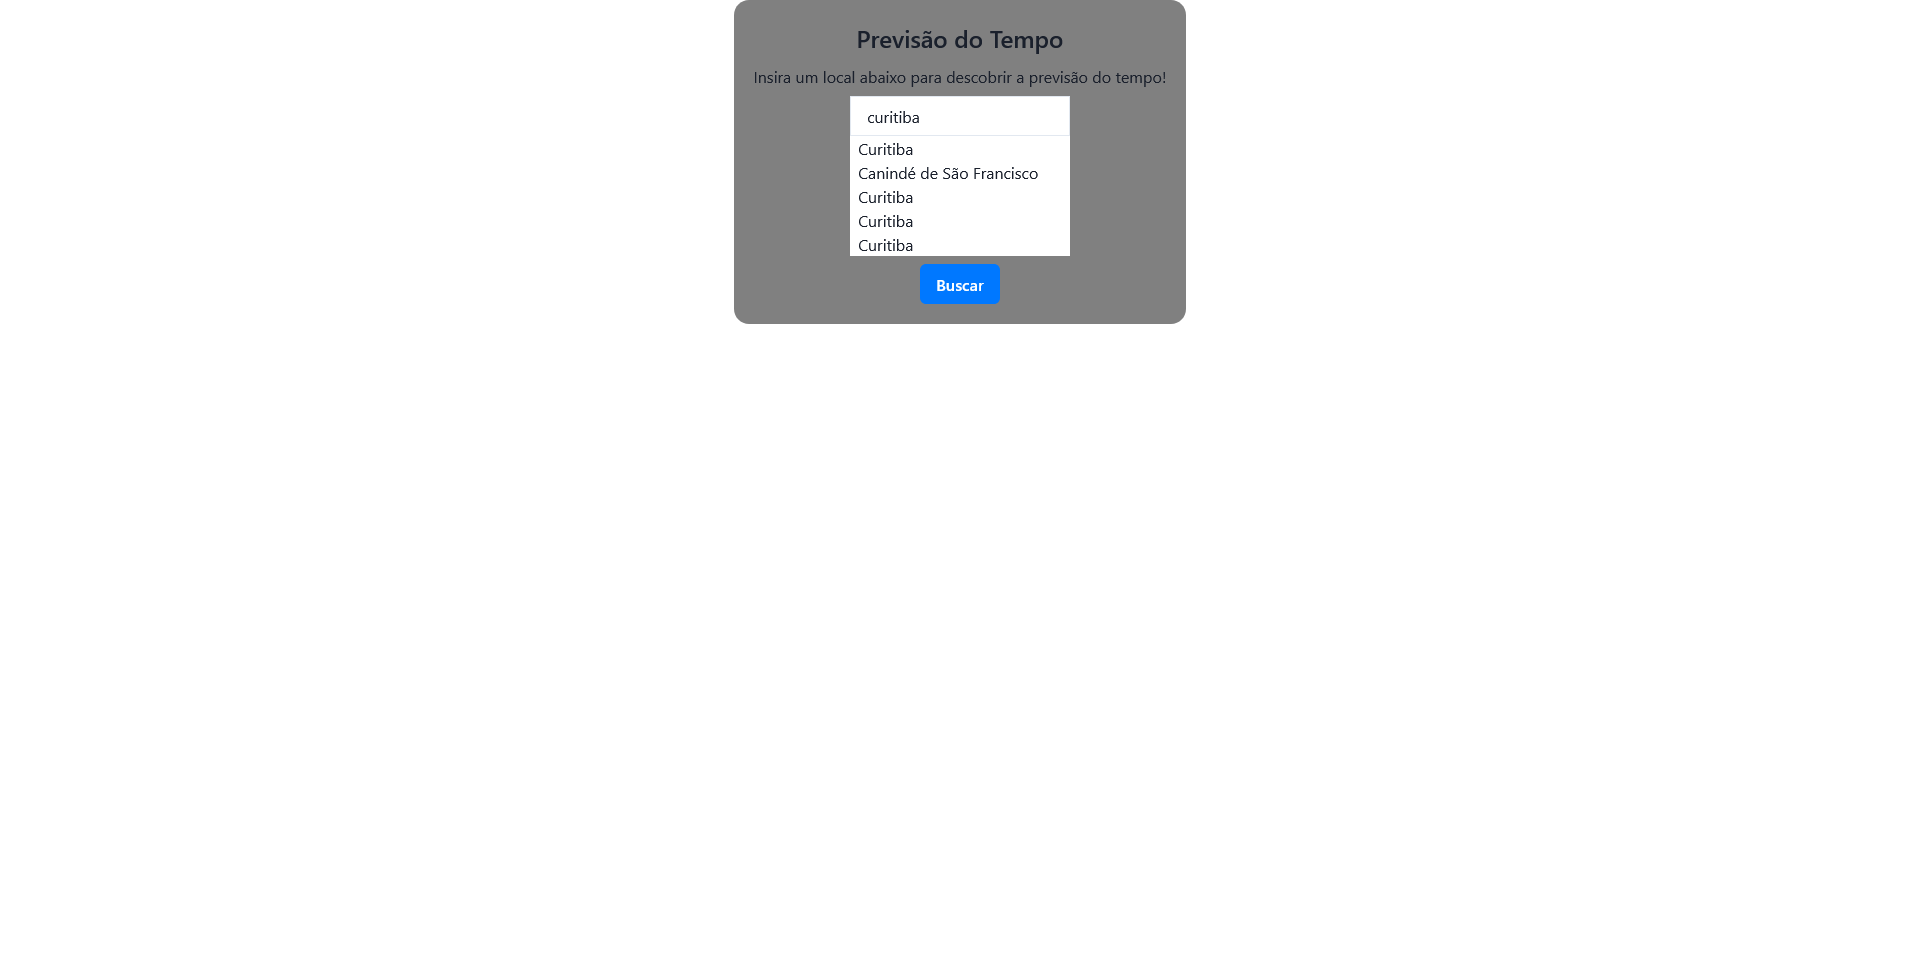 Previsão do Tempo
Insira um local abaixo para descobrir a previsão do tempo!
curitiba
Curitiba
Canindé de São Francisco
Curitiba
Curitiba
Curitiba
Buscar